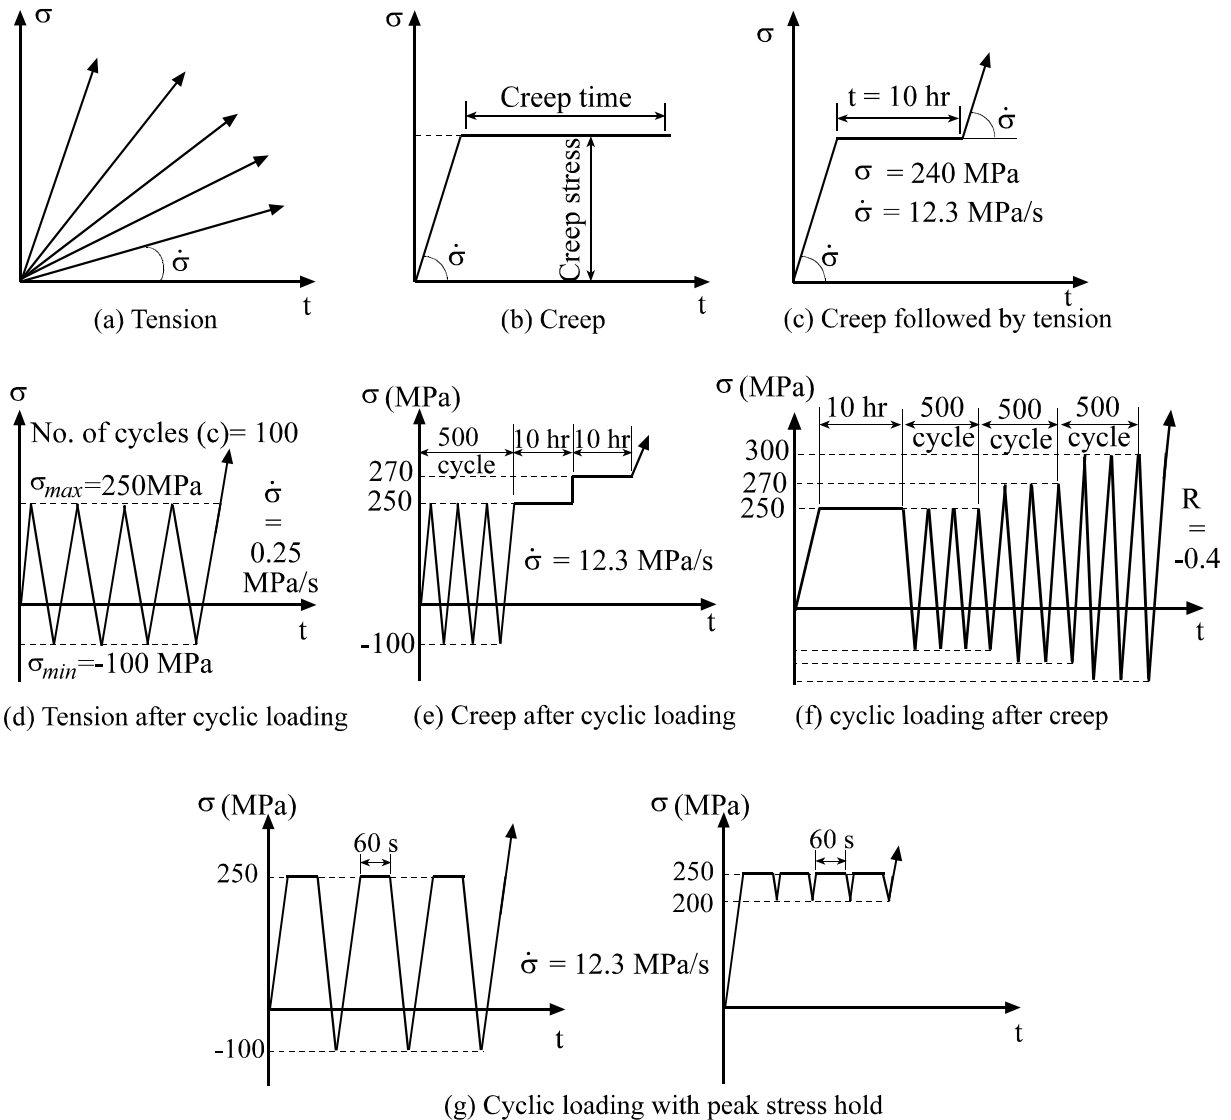 σ
σ̇
t
(a) Tension
σ
Creep time
Creep stress
σ̇
t
(b) Creep
σ
t = 10 hr
σ̇
σ = 240 MPa
σ̇ = 12.3 MPa/s
σ̇
t
(c) Creep followed by tension
σ
No. of cycles (c)= 100
σmax=250MPa
σ̇
=
0.25
MPa/s
t
σmin=-100 MPa
(d) Tension after cyclic loading
σ (MPa)
500
cycle
10 hr
10 hr
270
250
σ̇ = 12.3 MPa/s
t
-100
(e) Creep after cyclic loading
σ (MPa)
10 hr
500
cycle
500
cycle
500
cycle
300
270
250
R
=
-0.4
t
(f) cyclic loading after creep
σ (MPa)
60 s
250
σ̇ = 12.3 MPa/s
t
-100
σ (MPa)
60 s
250
200
t
(g) Cyclic loading with peak stress hold